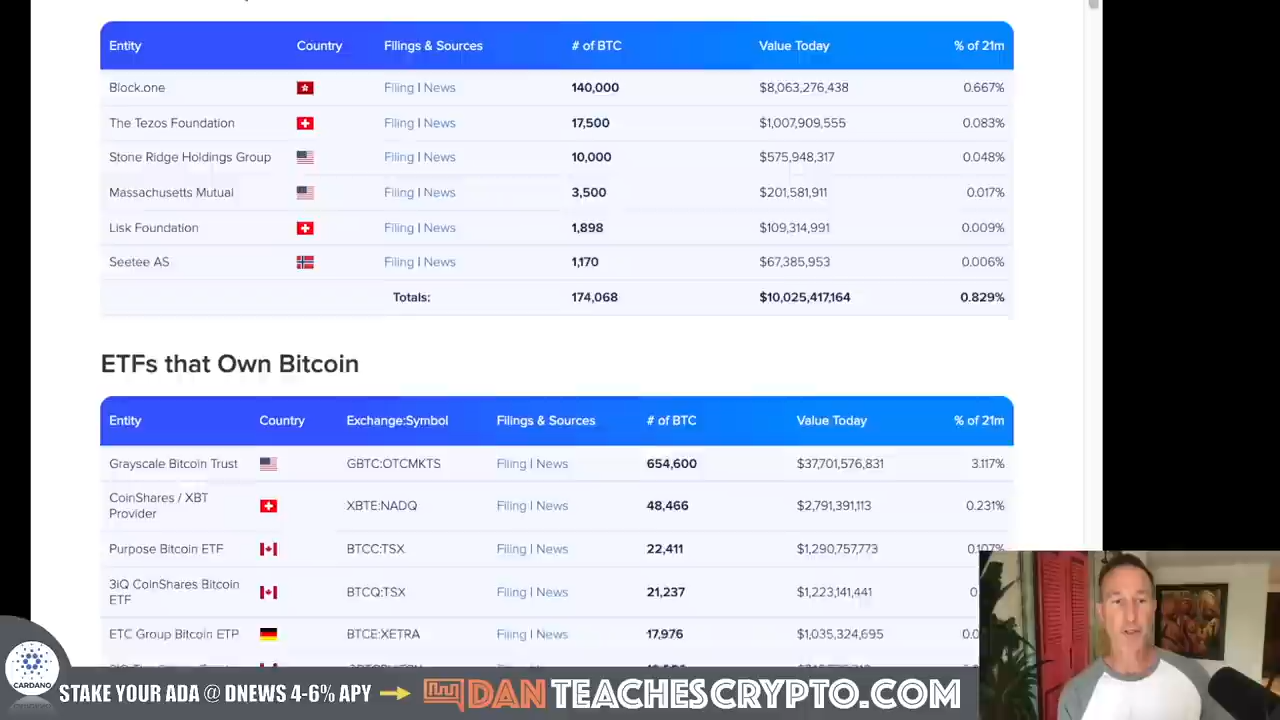 Entity Country Filings & Sources # of BTC Value Today % of 21m
Block.one Filing | News 140,000 $8,063,276,438 0.667%
The Tezos Foundation Filing | News 17,500 $1,007,909,555 0.083%
Stone Ridge Holdings Group Filing | News 10,000 $575,948,317 0.048%
Massachusetts Mutual Filing | News 3,500 $201,581,911 0.017%
Lisk Foundation Filing | News 1,898 $109,314,991 0.009%
Seetee AS Filing | News 1,170 $67,385,953 0.006%
Totals: 174,068 $10,025,417,164 0.829%
ETFs that Own Bitcoin
Entity Country Exchange:Symbol Filings & Sources # of BTC Value Today % of 21m
Grayscale Bitcoin Trust GBTC:OTCMKTS Filing | News 654,600 $37,701,576,831 3.117%
CoinShares / XBT
Provider XBTE:NADQ Filing | News 48,466 $2,791,391,113 0.231%
Purpose Bitcoin ETF BTCC:TSX Filing | News 22,411 $1,290,757,773 0.107%
3iQ CoinShares Bitcoin
ETF BTCQ:TSX Filing | News 21,237 $1,223,141,441
ETC Group Bitcoin ETP BTCE:XETRA Filing | News 17,976 $1,035,324,695
CARDANO
STAKE YOUR ADA @ DNEWS 4-6% APY
DANTEACHESCRYPTO.COM